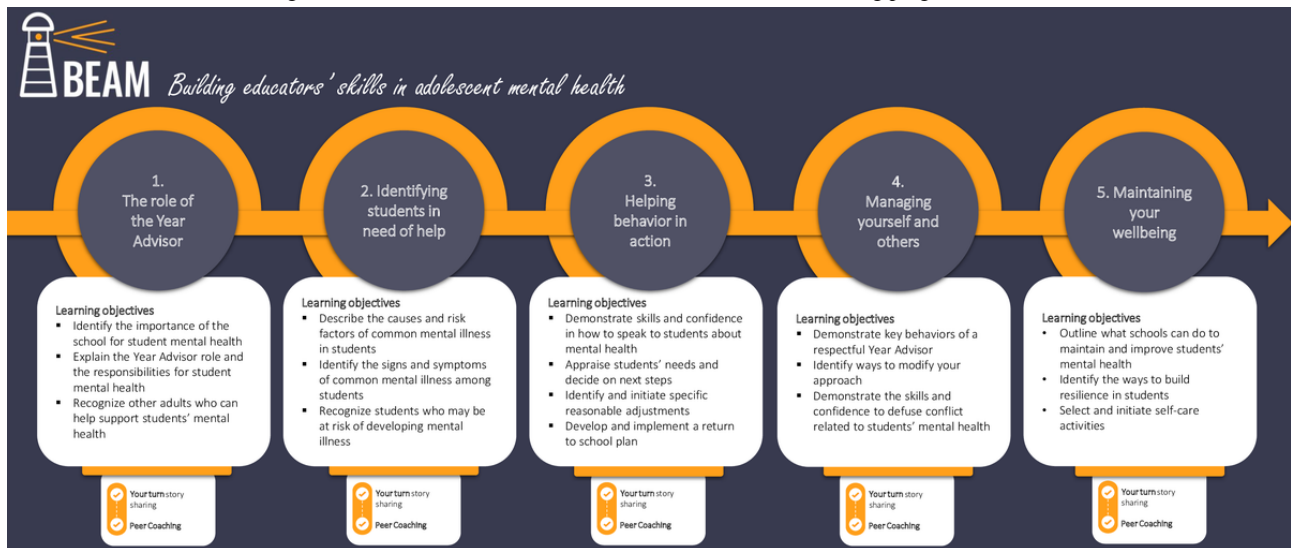 BEAM Building educators' skills in adolescent mental health
1.
The role of
the Year
Advisor
Learning objectives
▪ Identify the importance of the
school for student mental health
▪ Explain the Year Advisor role and
the responsibilities for student
mental health
▪ Recognize other adults who can
help support students' mental
health
Your turn story
sharing
Peer Coaching
2. Identifying
students in
need of help
Learning objectives
▪ Describe the causes and risk
factors of common mental illness
in students
▪ Identify the signs and symptoms
of common mental illness among
students
▪ Recognize students who may be
at risk of developing mental
illness
Your turn story
sharing
Peer Coaching
3.
Helping
behavior in
action
Learning objectives
▪ Demonstrate skills and confidence
in how to speak to students about
mental health
▪ Appraise students' needs and
decide on next steps
▪ Identify and initiate specific
reasonable adjustments
▪ Develop and implement a return
to school plan
Your turn story
sharing
Peer Coaching
4.
Managing
yourself and
others
Learning objectives
▪ Demonstrate key behaviors of a
respectful Year Advisor
▪ Identify ways to modify your
approach
▪ Demonstrate the skills and
confidence to defuse conflict
related to students' mental health
Your turn story
sharing
Peer Coaching
5. Maintaining
your
wellbeing
Learning objectives
• Outline what schools can do to
maintain and improve students'
mental health
• Identify the ways to build
resilience in students
• Select and initiate self-care
activities
Your turn story
sharing
Peer Coaching